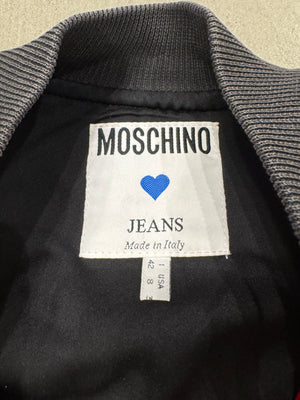 MOSCHINO
JEANS
Made in Italy
I USA
42 8